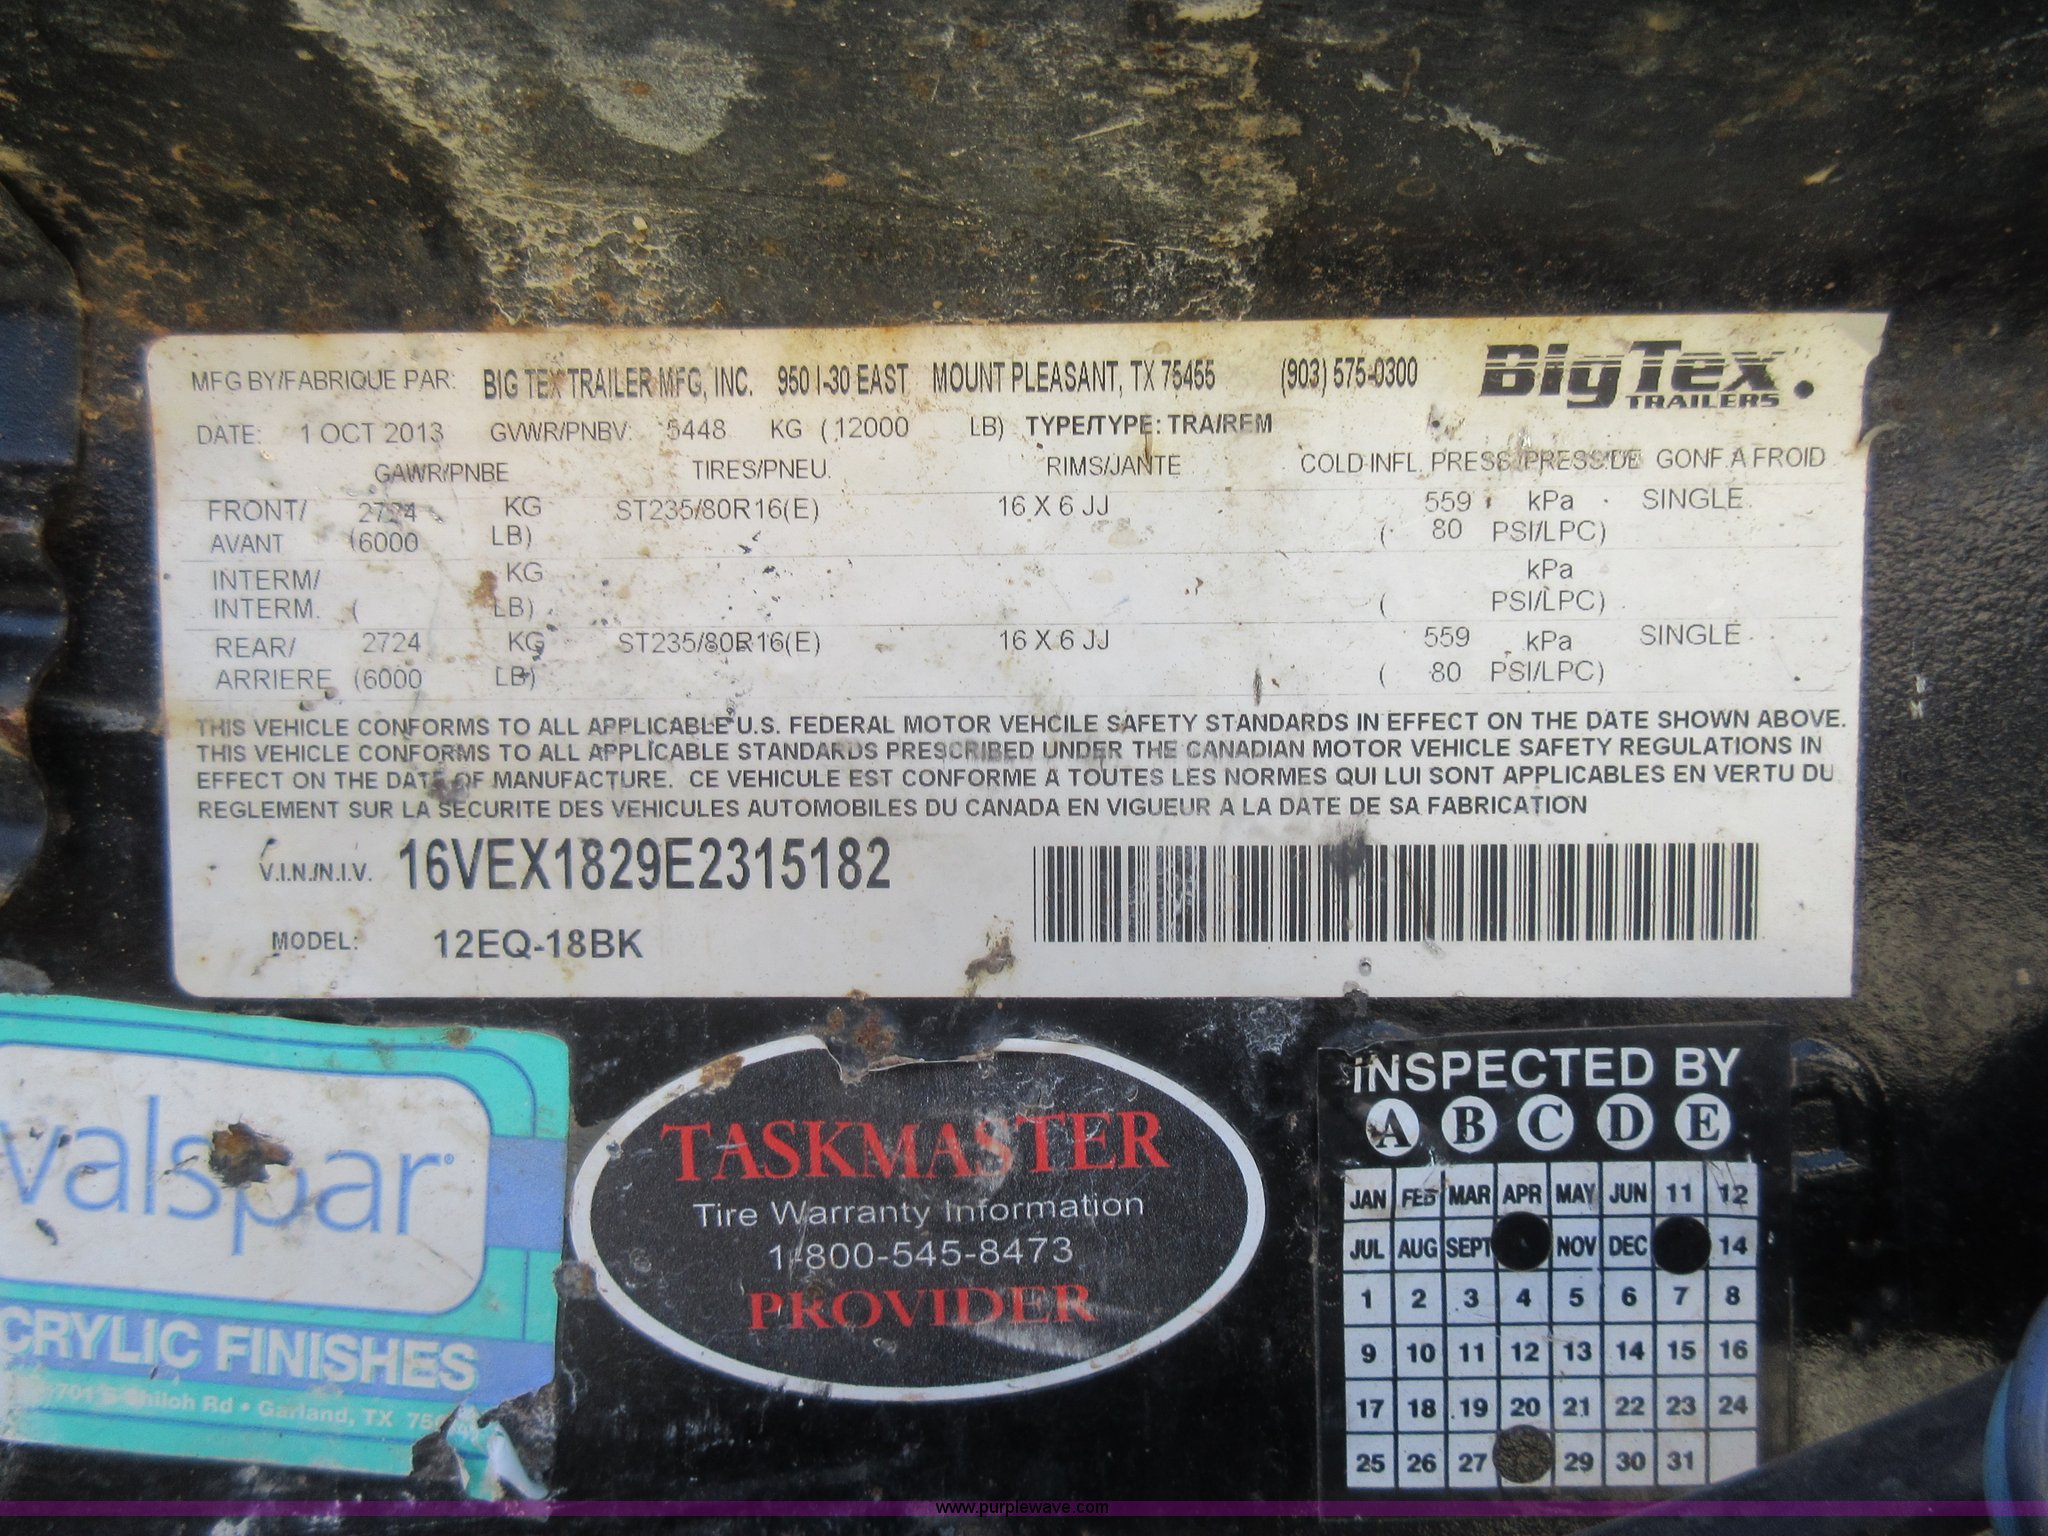 MFG BY/FABRIQUE PAR: BIG TEX TRAILER MFG, INC. 950 I-30 EAST MOUNT PLEASANT, TX 75455 (903) 575-0300 Big Tex TRAILERS
DATE: 1 OCT 2013 GVWR/PNBV: 5448 KG (12000 LB) TYPE/TYPE: TRA/REM
GAWR/PNBE TIRES/PNEU. RIMS/JANTE COLD INFL. PRESS/PRESS DE GONF. A FROID
FRONT/ 2724 KG ST235/80R16(E) 16 X 6 JJ 559 kPa SINGLE
AVANT (6000 LB) ( 80 PSI/LPC)
INTERM/ KG kPa
INTERM. ( LB) ( PSI/LPC)
REAR/ 2724 KG ST235/80R16(E) 16 X 6 JJ 559 kPa SINGLE
ARRIERE (6000 LB) ( 80 PSI/LPC)
THIS VEHICLE CONFORMS TO ALL APPLICABLE U.S. FEDERAL MOTOR VEHCILE SAFETY STANDARDS IN EFFECT ON THE DATE SHOWN ABOVE.
THIS VEHICLE CONFORMS TO ALL APPLICABLE STANDARDS PRESCRIBED UNDER THE CANADIAN MOTOR VEHICLE SAFETY REGULATIONS IN
EFFECT ON THE DATE OF MANUFACTURE. CE VEHICULE EST CONFORME A TOUTES LES NORMES QUI LUI SONT APPLICABLES EN VERTU DU
REGLEMENT SUR LA SECURITE DES VEHICULES AUTOMOBILES DU CANADA EN VIGUEUR A LA DATE DE SA FABRICATION
V.I.N./N.I.V. 16VEX1829E2315182
MODEL: 12EQ-18BK
valspar
CRYLIC FINISHES
Shiloh Rd • Garland, TX
TASKMASTER
Tire Warranty Information
1-800-545-8473
PROVIDER
INSPECTED BY
A B C D E
JAN FEB MAR APR MAY JUN 11 12
JUL AUG SEPT NOV DEC 14
1 2 3 4 5 6 7 8
9 10 11 12 13 14 15 16
17 18 19 20 21 22 23 24
25 26 27 29 30 31
www.purplewave.com